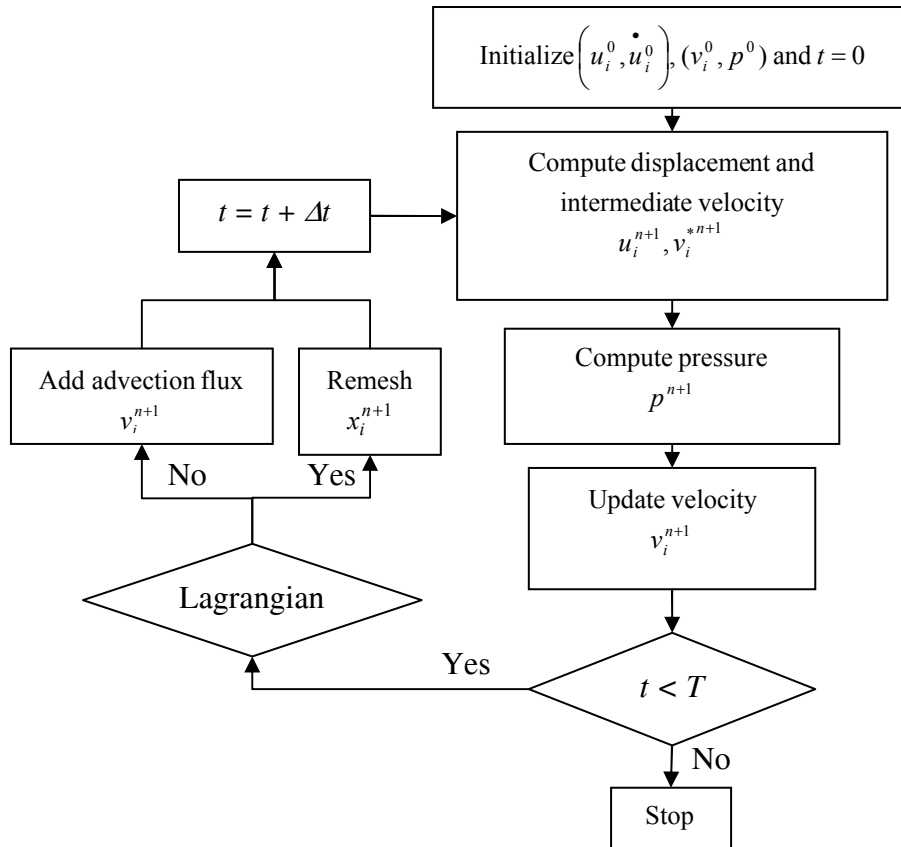 Initialize (u_i^0, \dot{u}_i^0), (v_i^0, p^0) and t = 0
Compute displacement and
intermediate velocity
u_i^{n+1}, v_i^{*n+1}
t = t + Δt
Compute pressure
p^{n+1}
Add advection flux
v_i^{n+1}
Remesh
x_i^{n+1}
No
Yes
Update velocity
v_i^{n+1}
Lagrangian
Yes
t < T
No
Stop